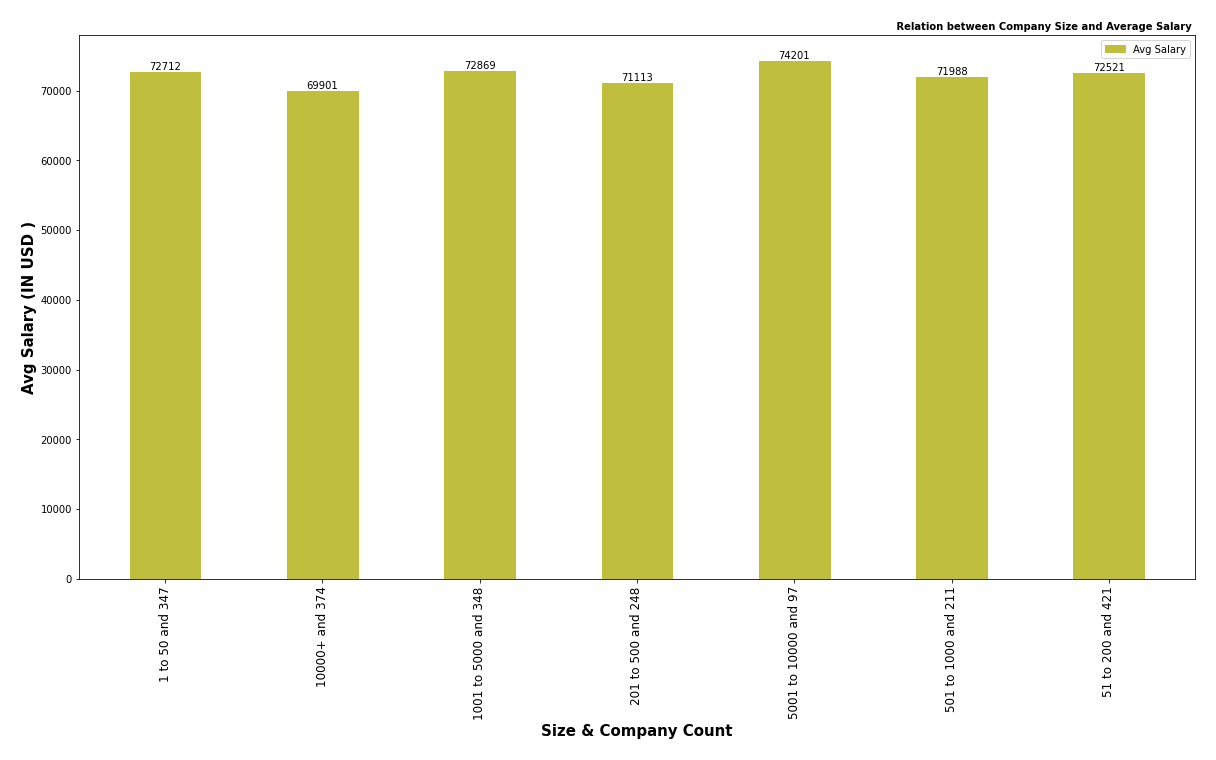 Relation between Company Size and Average Salary
Avg Salary
72712
69901
72869
71113
74201
71988
72521
70000
60000
50000
40000
30000
20000
10000
0
Avg Salary (IN USD )
1 to 50 and 347
10000+ and 374
1001 to 5000 and 348
201 to 500 and 248
5001 to 10000 and 97
501 to 1000 and 211
51 to 200 and 421
Size & Company Count